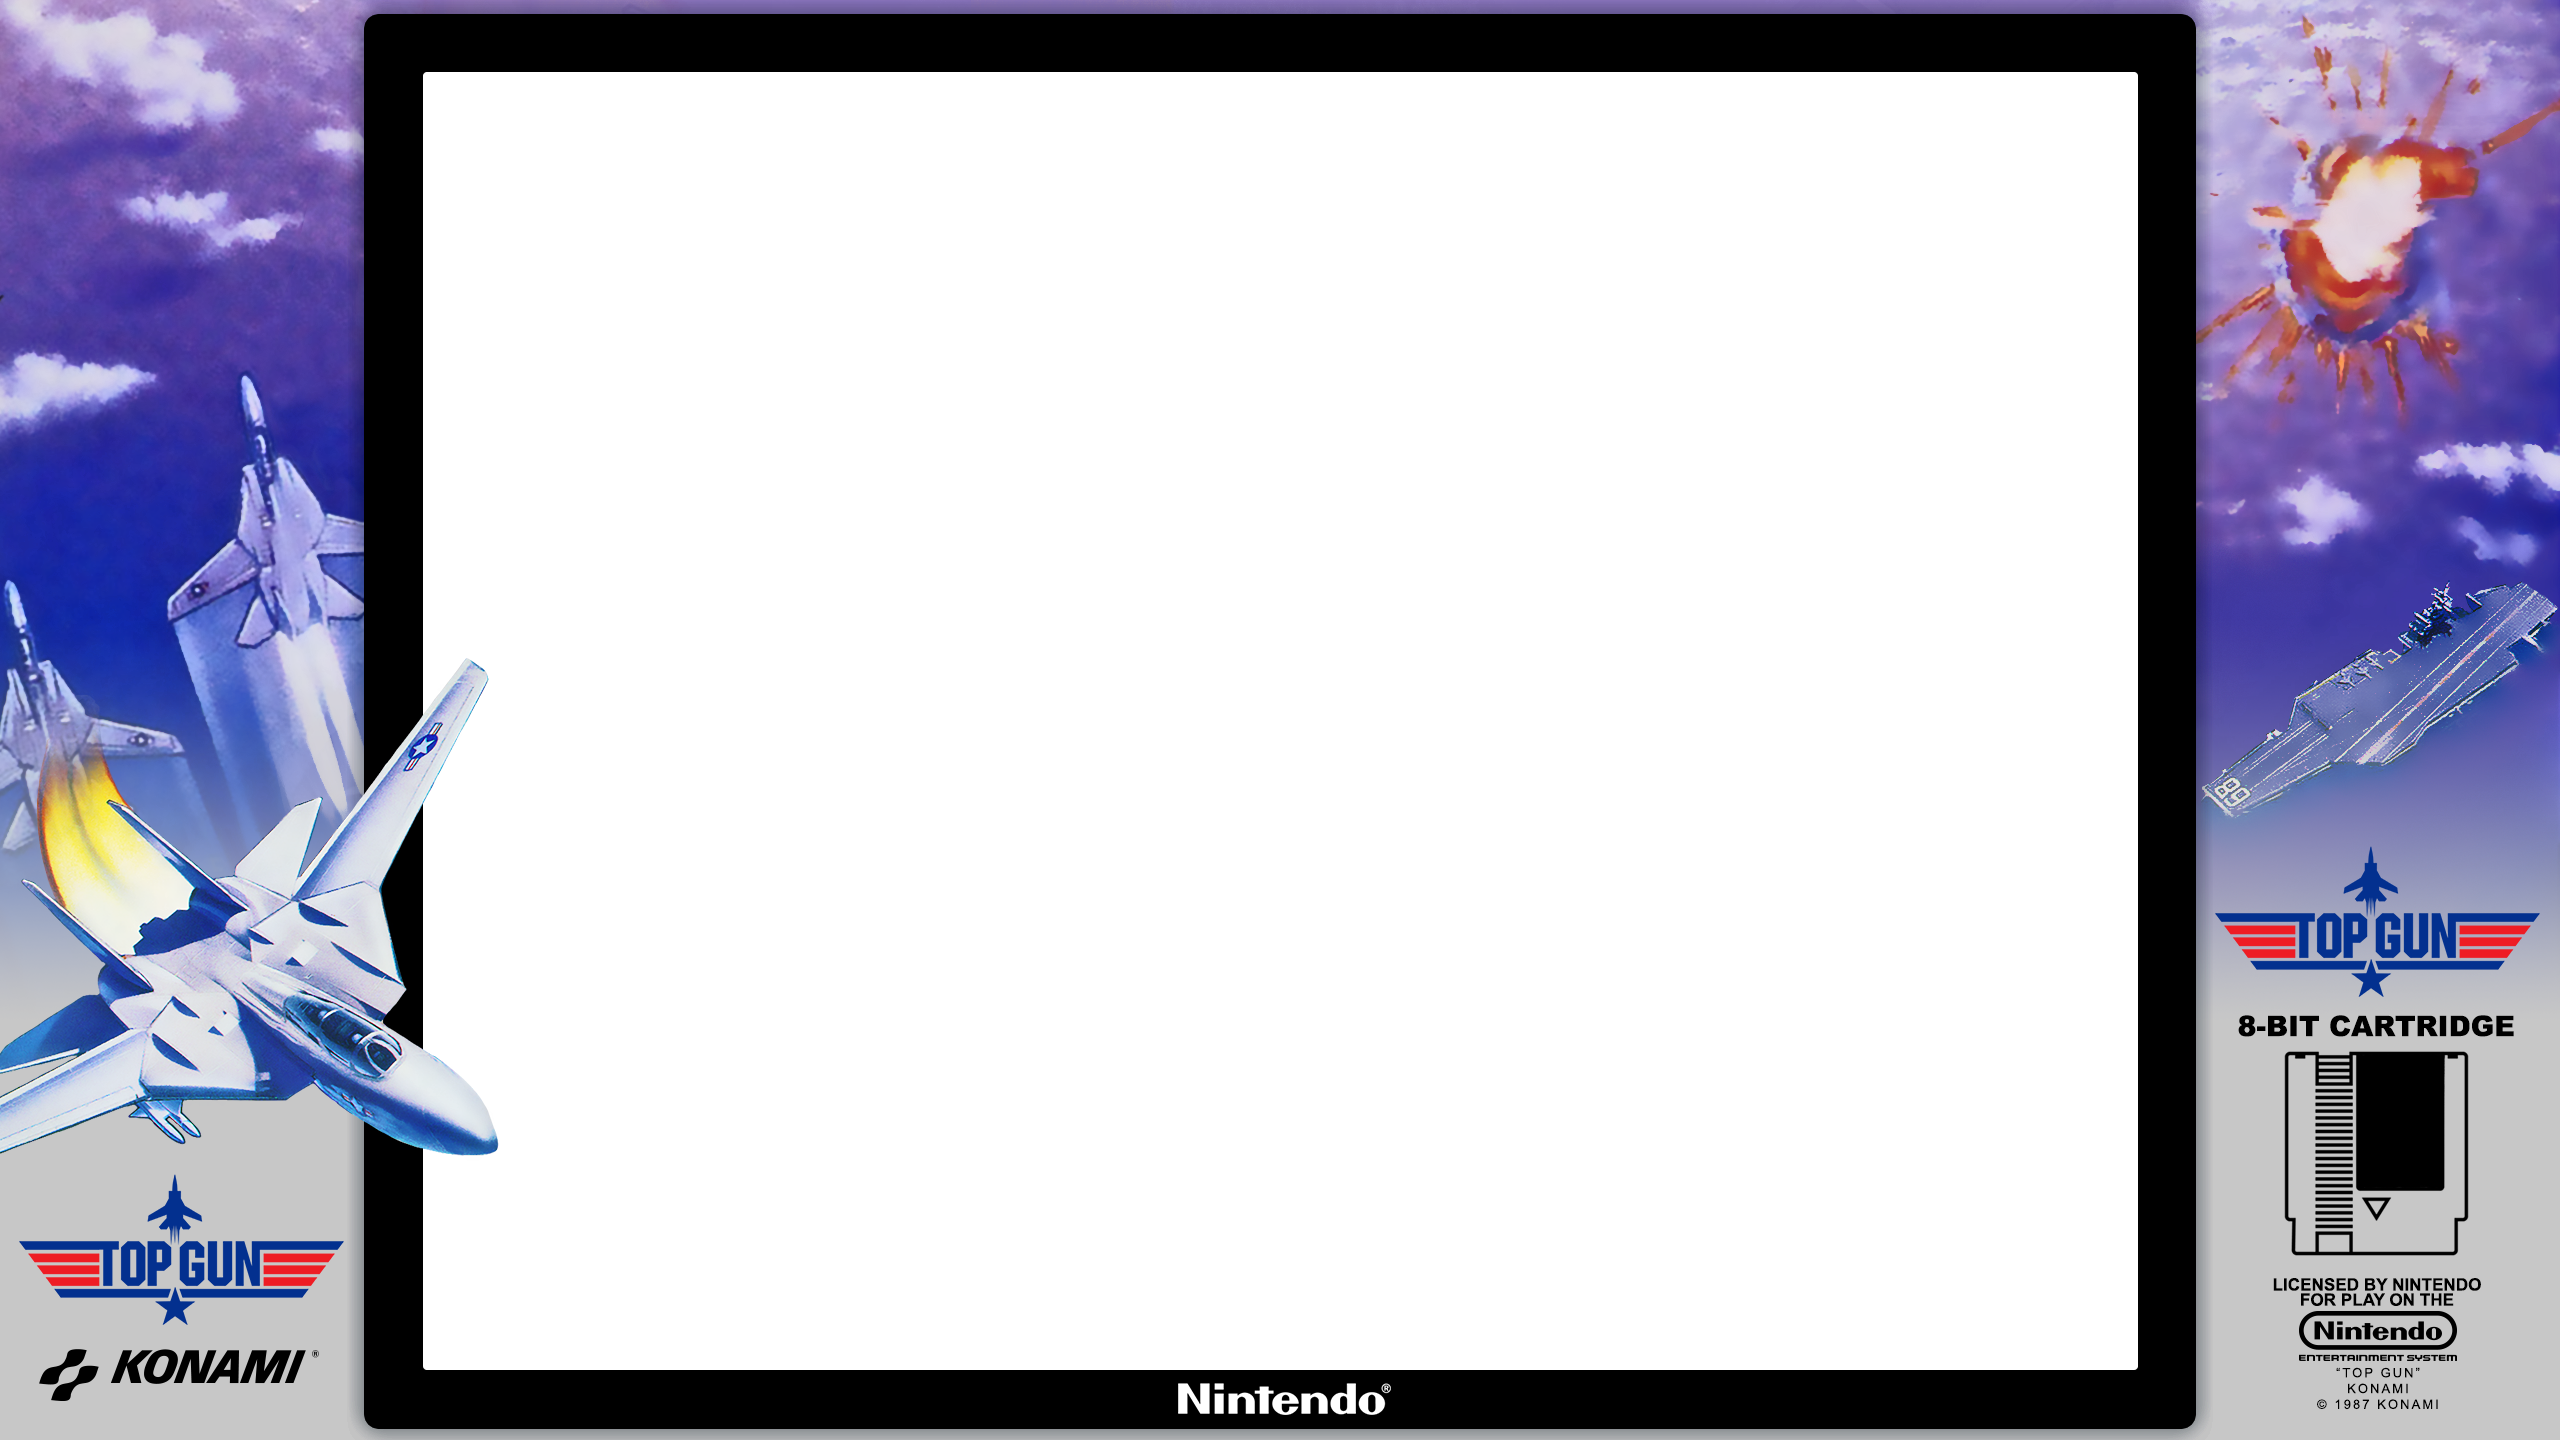 89
TOP GUN
KONAMI®
Nintendo®
TOP GUN
8-BIT CARTRIDGE
LICENSED BY NINTENDO
FOR PLAY ON THE
Nintendo
ENTERTAINMENT SYSTEM
“TOP GUN”
KONAMI
© 1987 KONAMI